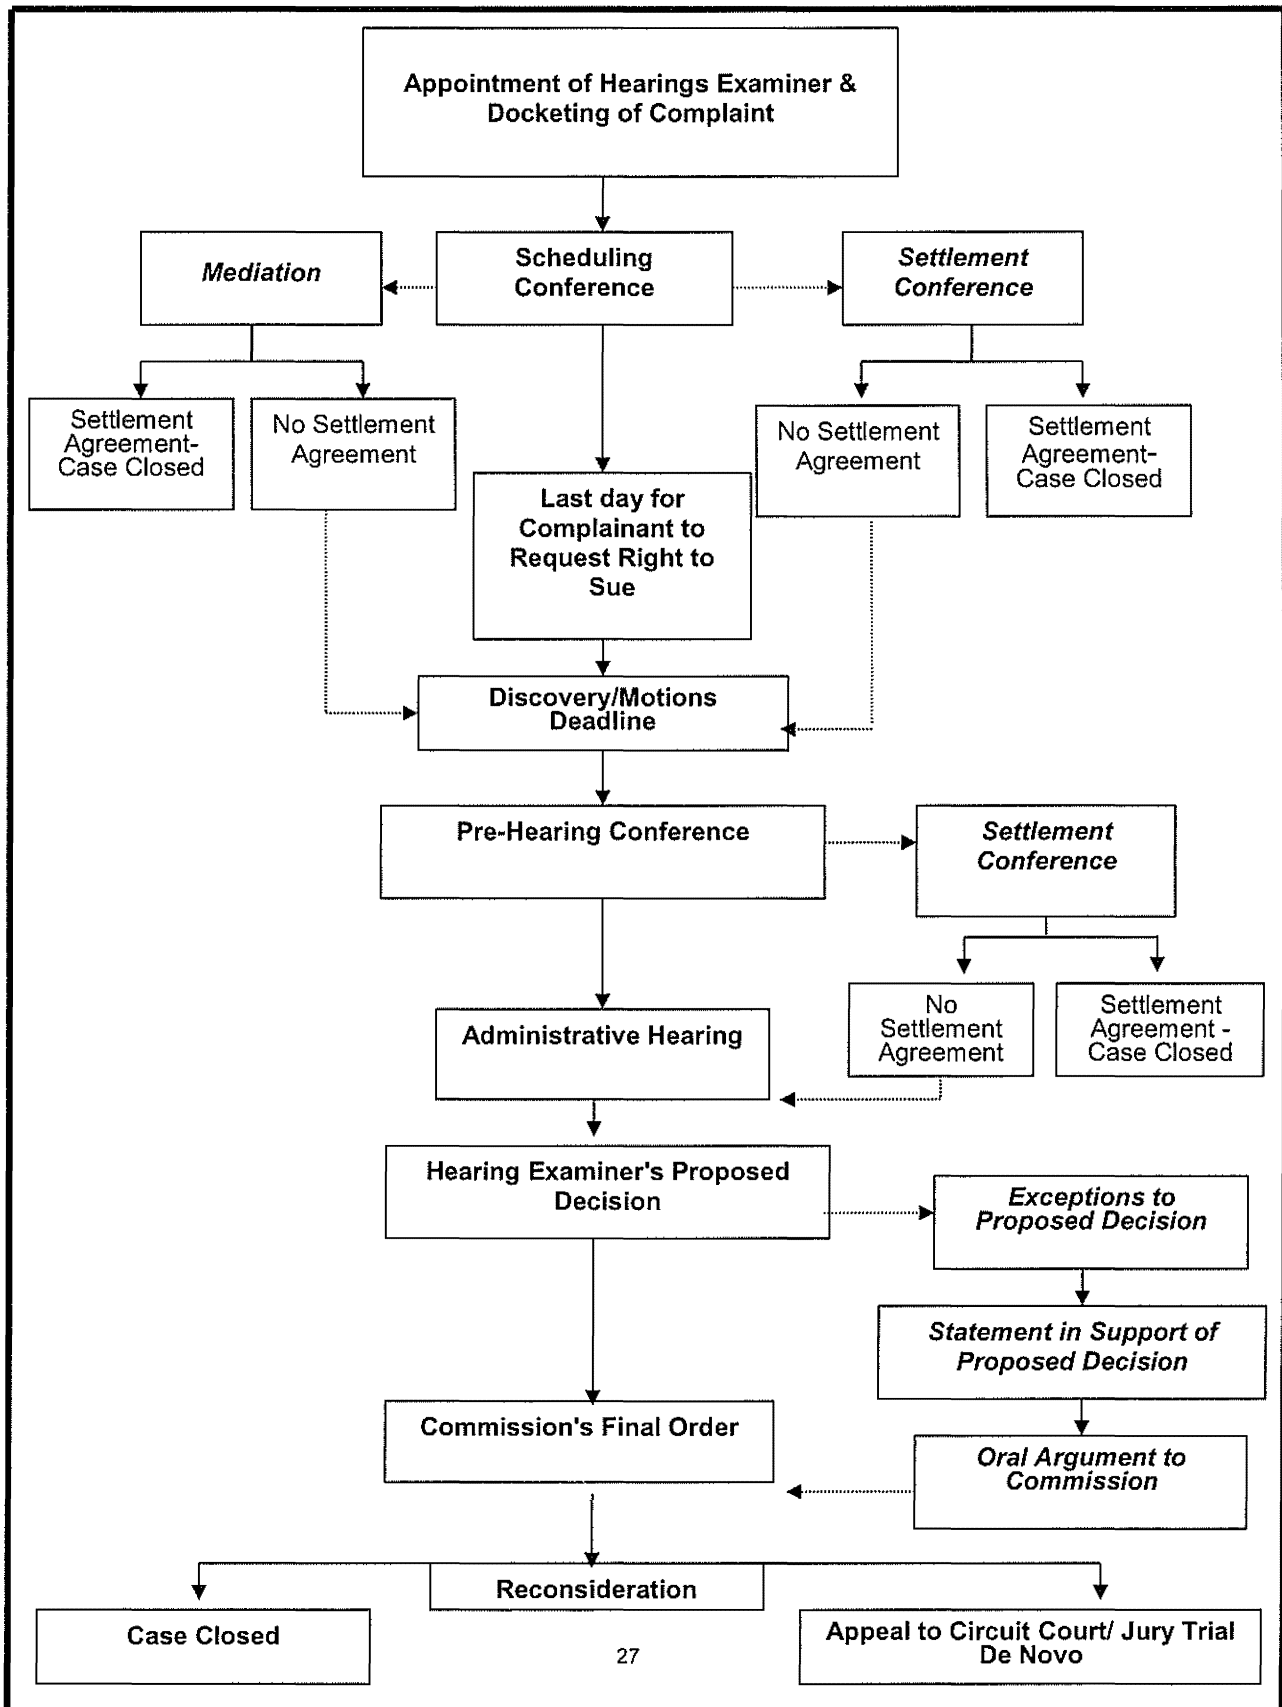 Appointment of Hearings Examiner &
Docketing of Complaint
Mediation
Scheduling
Conference
Settlement
Conference
Settlement
Agreement-
Case Closed
No Settlement
Agreement
No Settlement
Agreement
Settlement
Agreement-
Case Closed
Last day for
Complainant to
Request Right to
Sue
Discovery/Motions
Deadline
Pre-Hearing Conference
Settlement
Conference
No
Settlement
Agreement
Settlement
Agreement -
Case Closed
Administrative Hearing
Hearing Examiner's Proposed
Decision
Exceptions to
Proposed Decision
Statement in Support of
Proposed Decision
Commission's Final Order
Oral Argument to
Commission
Reconsideration
Case Closed
Appeal to Circuit Court/ Jury Trial
De Novo
27